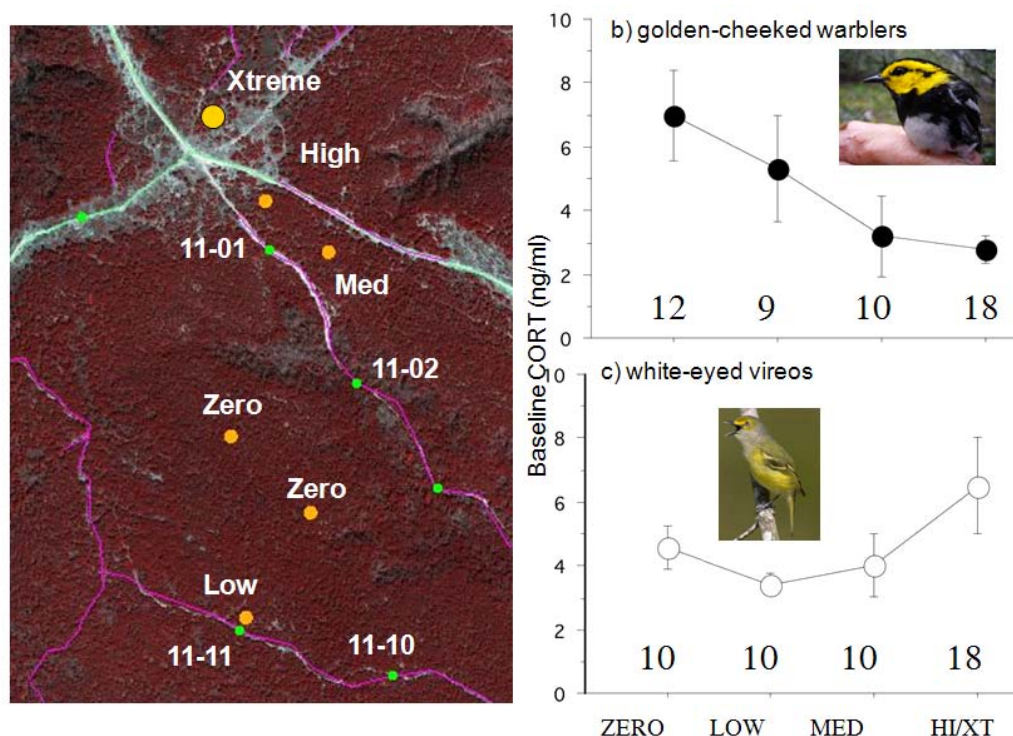 Xtreme
High
11-01
Med
11-02
Zero
Zero
Low
11-11
11-10
Baseline CORT (ng/ml)
b) golden-cheeked warblers
10
8
6
4
2
0
12 9 10 18
c) white-eyed vireos
10
8
6
4
2
0
10 10 10 18
ZERO LOW MED HI/XT